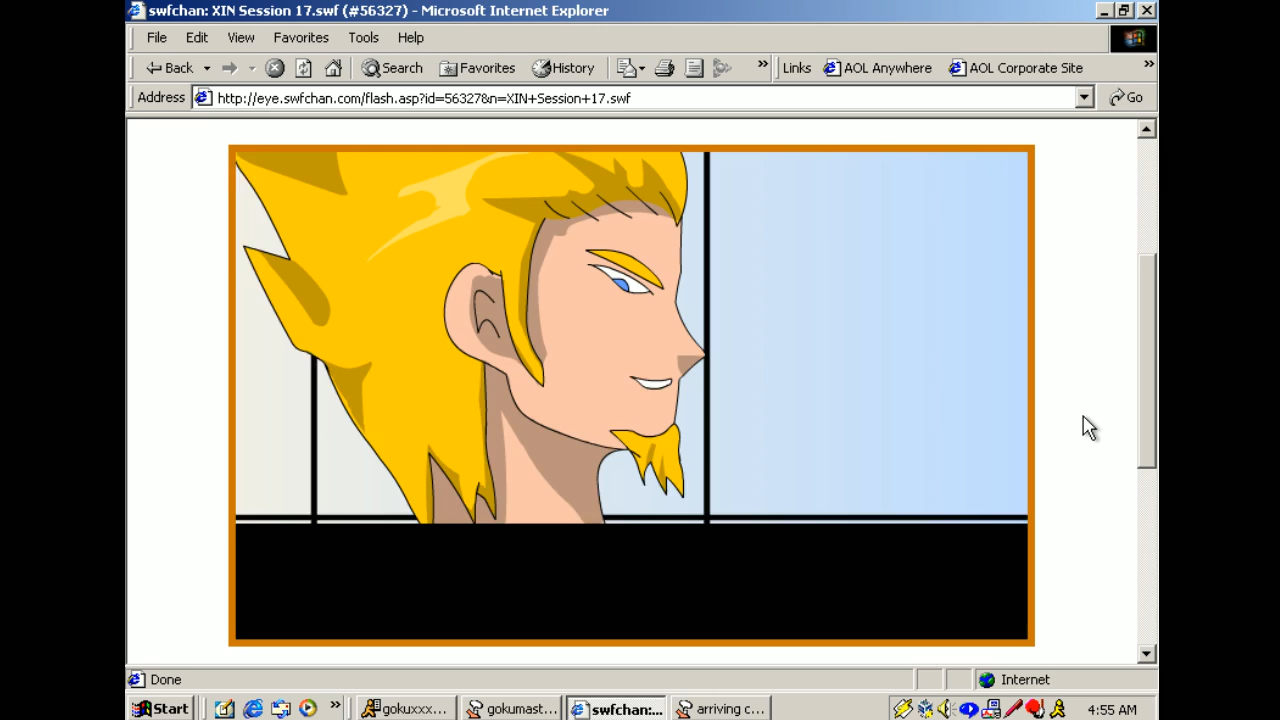 swfchan: XIN Session 17.swf (#56327) - Microsoft Internet Explorer
File Edit View Favorites Tools Help
Back Search Favorites History » Links AOL Anywhere AOL Corporate Site »
Address http://eye.swfchan.com/flash.asp?id=56327&n=XIN+Session+17.swf Go
Done Internet
Start » gokuxxx... gokumast... swfchan:... arriving c... 4:55 AM